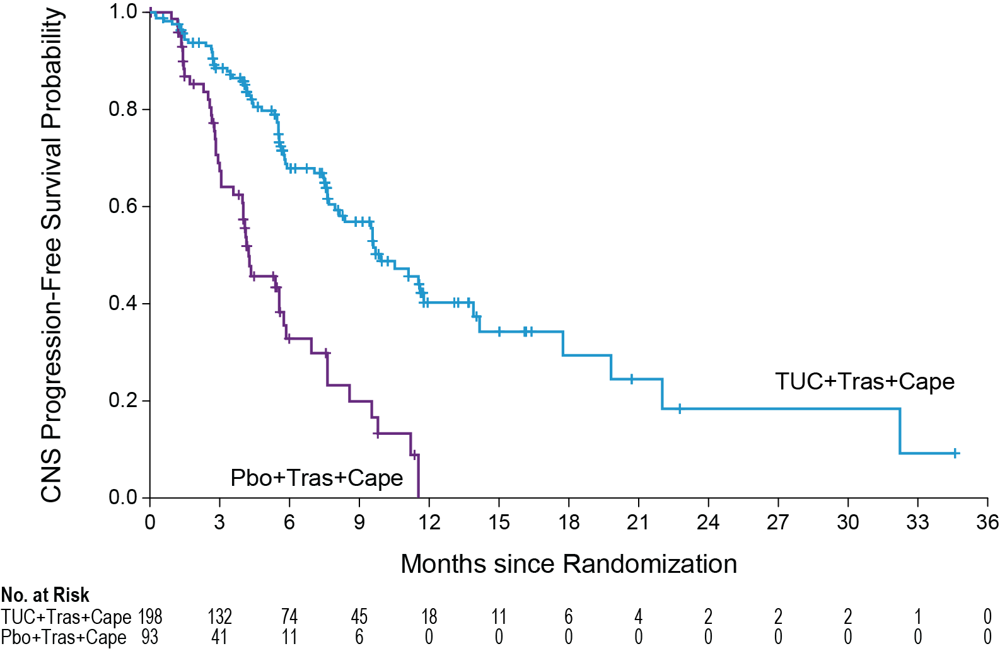 CNS Progression-Free Survival Probability
1.0
0.8
0.6
0.4
0.2
0.0
TUC+Tras+Cape
Pbo+Tras+Cape
0 3 6 9 12 15 18 21 24 27 30 33 36
Months since Randomization
No. at Risk
TUC+Tras+Cape 198 132 74 45 18 11 6 4 2 2 2 1 0
Pbo+Tras+Cape 93 41 11 6 0 0 0 0 0 0 0 0 0